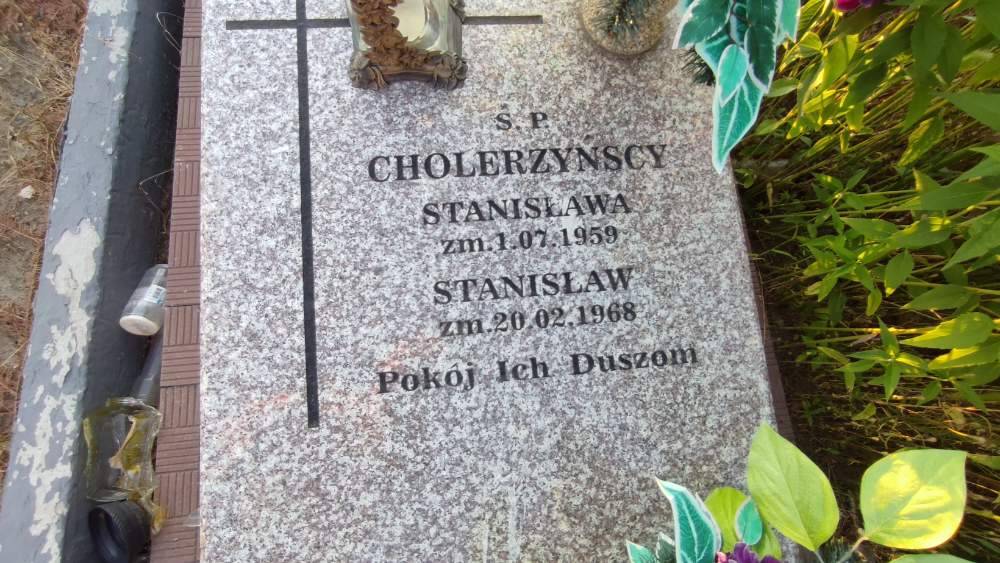 Ś. P.
CHOLERZYŃSCY
STANISŁAWA
zm.1.07.1959
STANISŁAW
zm.20.02.1968
Pokój Ich Duszom